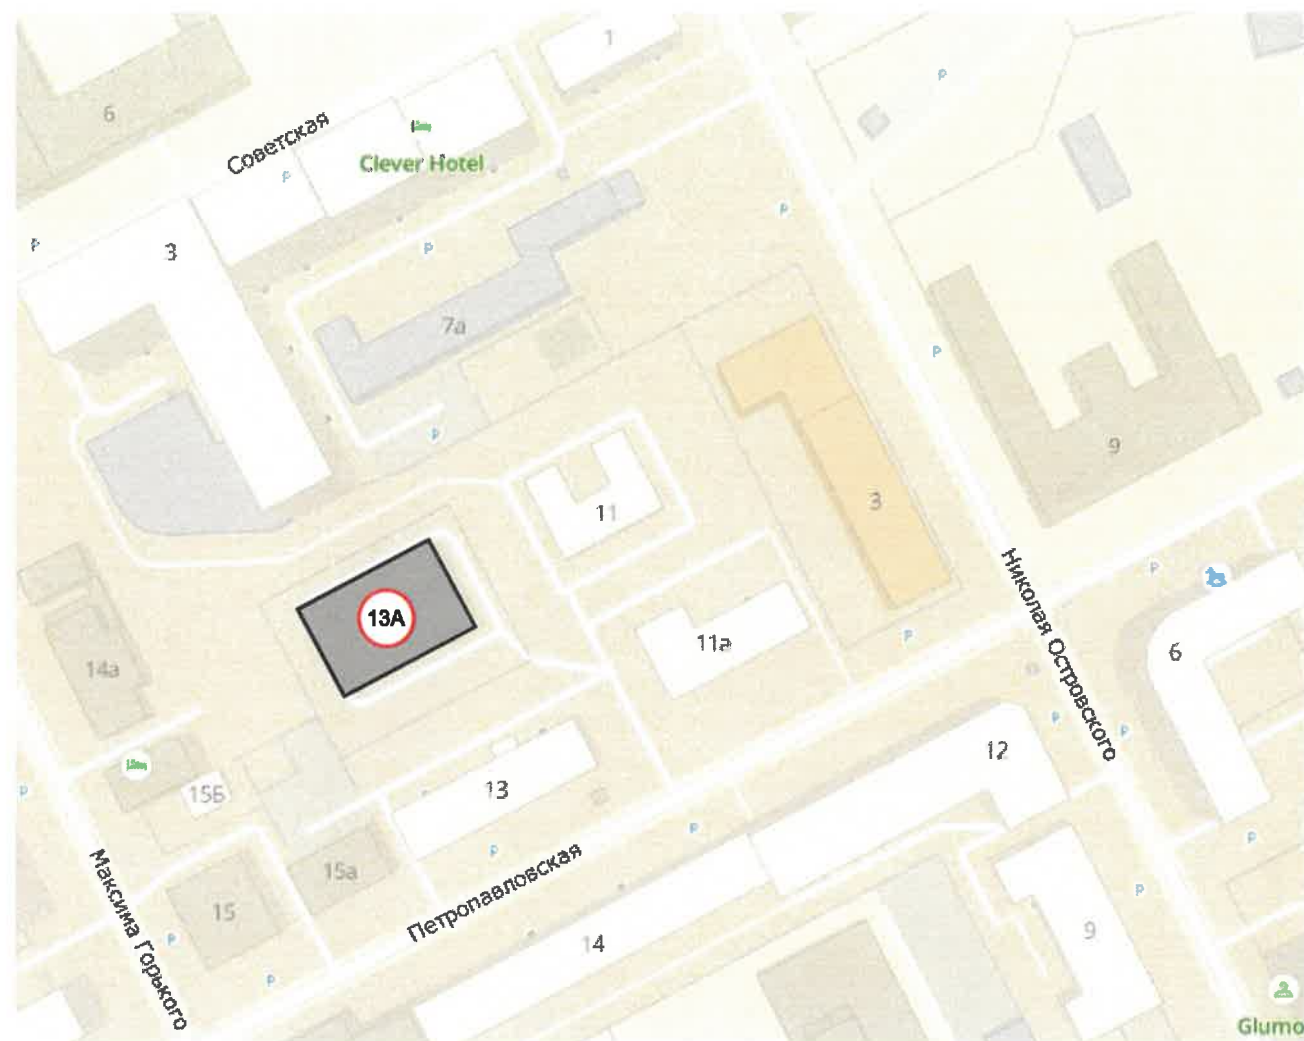 1
6
Советская
Clever Hotel
P
P
P
P
P
3
7а
P
P
9
3
11
13А
11а
Николая Островского
P
P
6
14а
12
P
P
13
15Б
P
P
P
P
15а
Максима Горького
15
Петропавловская
P
P
P
14
9
Glumo